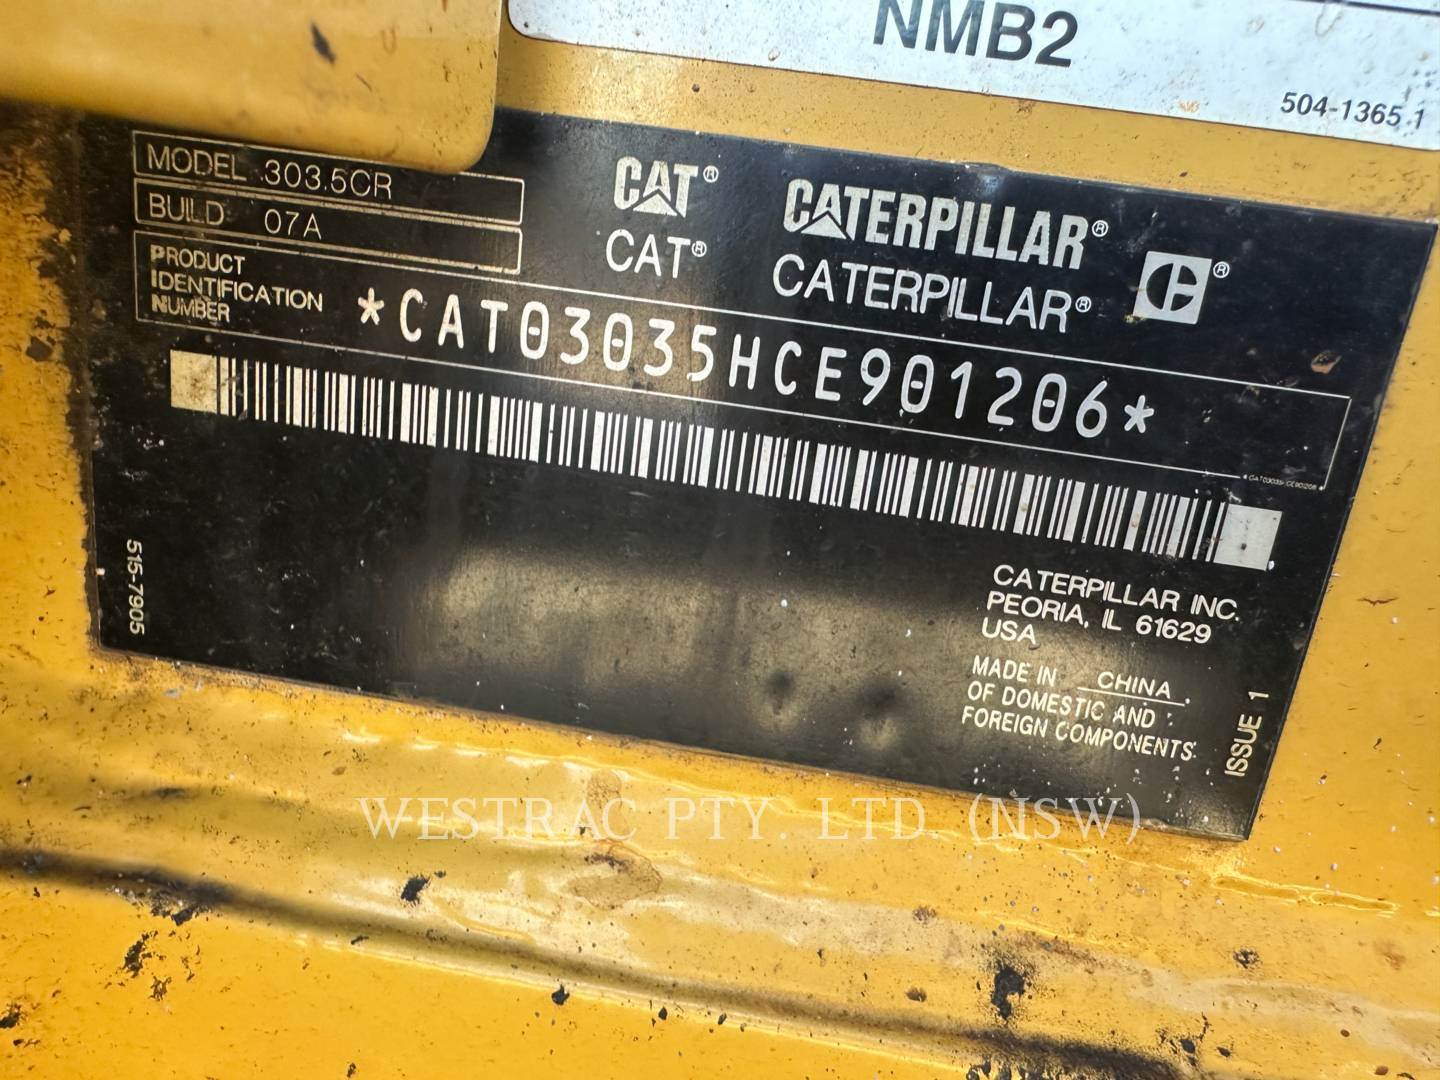 NMB2
504-1365 1
MODEL 303.5CR
BUILD 07A
PRODUCT
IDENTIFICATION
NUMBER
*CAT03035HCE901206*
CAT®
CAT®
CATERPILLAR®
CATERPILLAR®
515-7905
CATERPILLAR INC.
PEORIA, IL 61629
USA
MADE IN CHINA
OF DOMESTIC AND
FOREIGN COMPONENTS
ISSUE 1
WESTRAC PTY. LTD. (NSW)